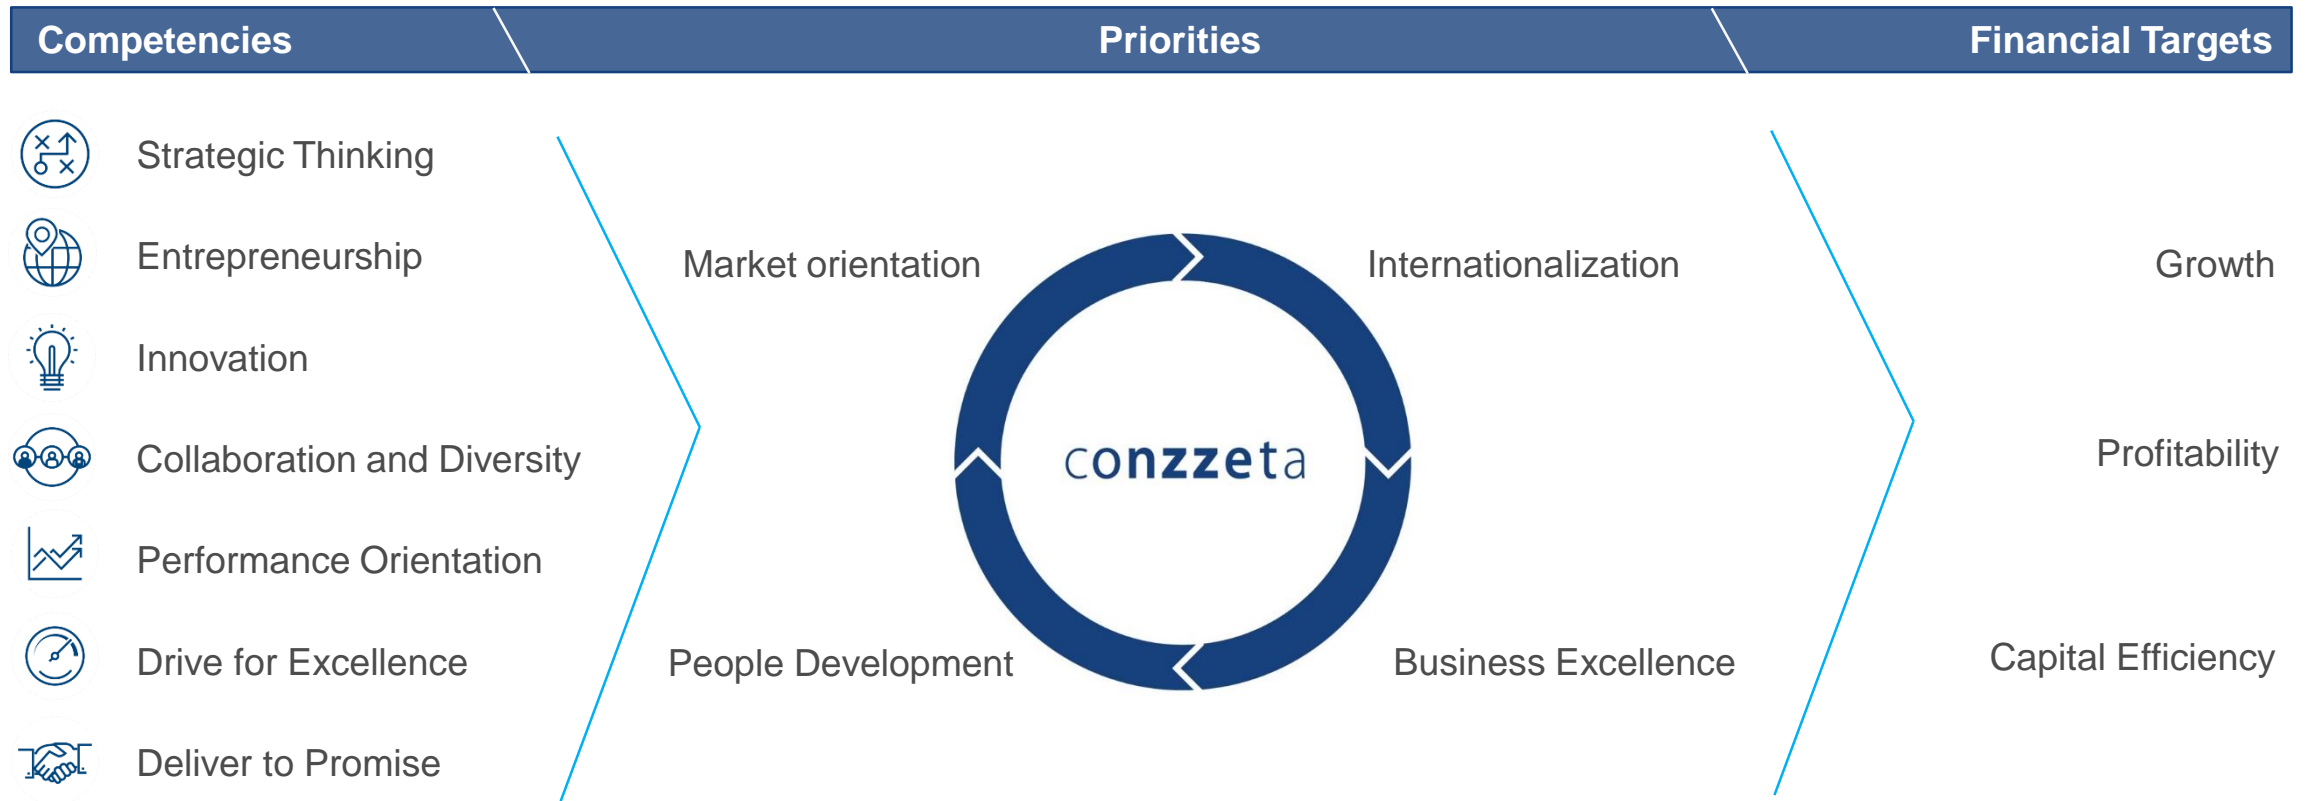 Competencies
Priorities
Financial Targets
Strategic Thinking
Entrepreneurship
Innovation
Collaboration and Diversity
Performance Orientation
Drive for Excellence
Deliver to Promise
Market orientation
Internationalization
conzzeta
People Development
Business Excellence
Growth
Profitability
Capital Efficiency